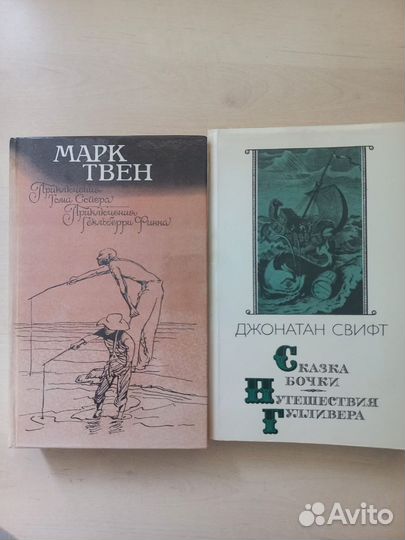 МАРК
ТВЕН
Приключения
Тома Сойера
Приключения
Гекльберри Финна
ДЖОНАТАН СВИФТ
СКАЗКА
БОЧКИ
ПУТЕШЕСТВИЯ
ГУЛЛИВЕРА
Avito